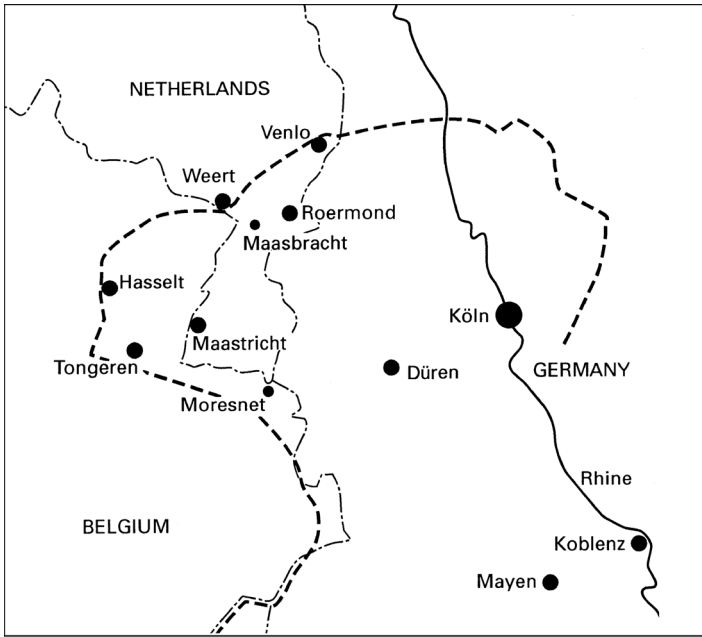 NETHERLANDS
Venlo
Weert
Roermond
Maasbracht
Hasselt
Köln
Maastricht
Tongeren
Düren
GERMANY
Moresnet
Rhine
BELGIUM
Koblenz
Mayen